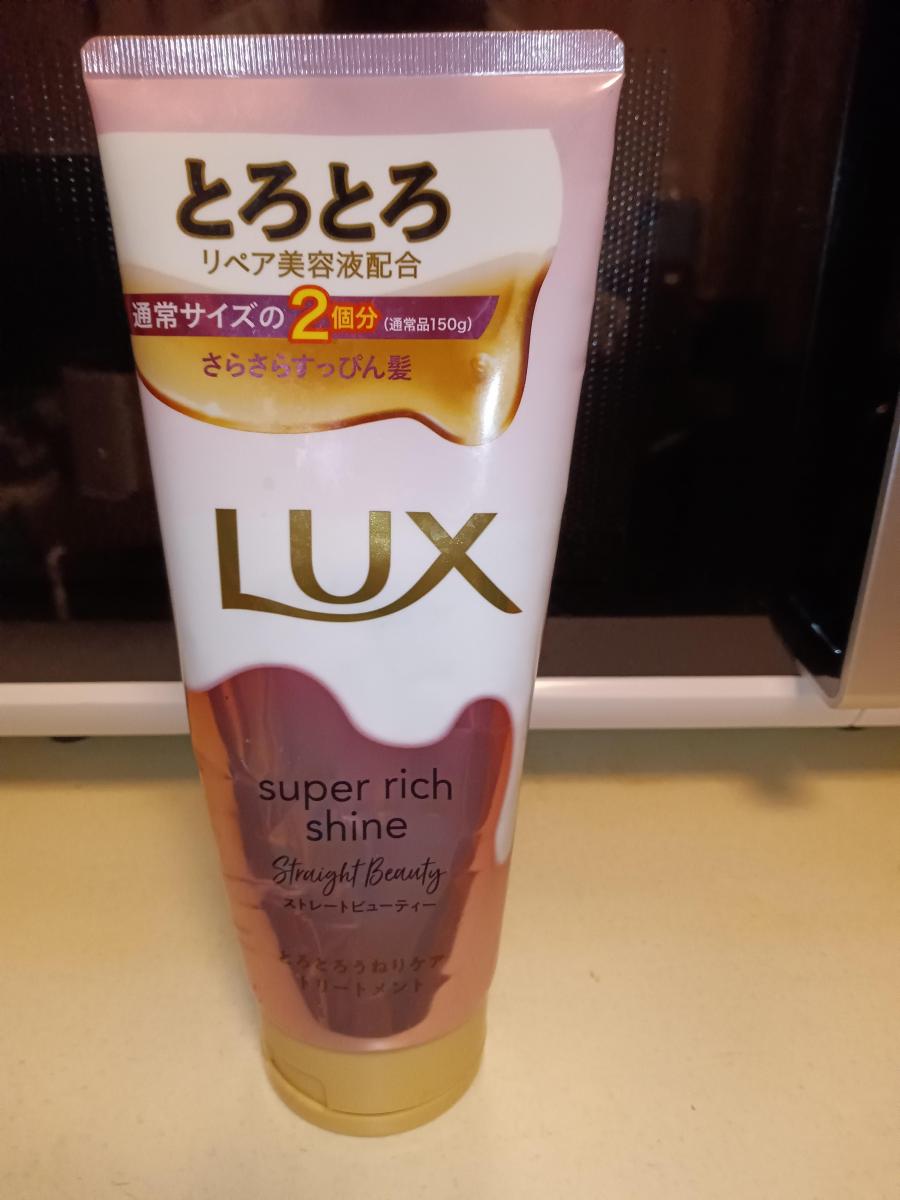 とろとろ
リペア美容液配合
通常サイズの2個分(通常品150g)
さらさらすっぴん髪
LUX
super rich
shine
Straight Beauty
ストレートビューティー
とろとろうねりケア
トリートメント